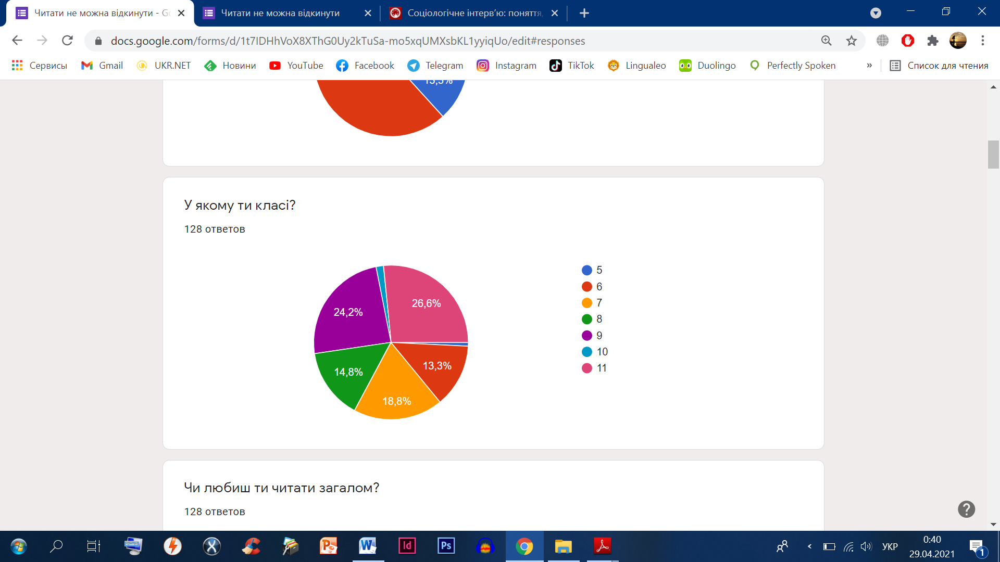 Читати не можна відкинути - Go
Читати не можна відкинути
Соціологічне інтерв’ю: поняття,
docs.google.com/forms/d/1t7IDHhVoX8XThG0Uy2kTuSa-mo5xqUMXsbKL1yyiqUo/edit#responses
Сервисы
Gmail
UKR.NET
Новини
YouTube
Facebook
Telegram
Instagram
TikTok
Lingualeo
Duolingo
Perfectly Spoken
»
Список для чтения
У якому ти класі?
128 ответов
26,6%
24,2%
13,3%
14,8%
18,8%
5
6
7
8
9
10
11
Чи любиш ти читати загалом?
128 ответов
УКР
0:40
29.04.2021
1